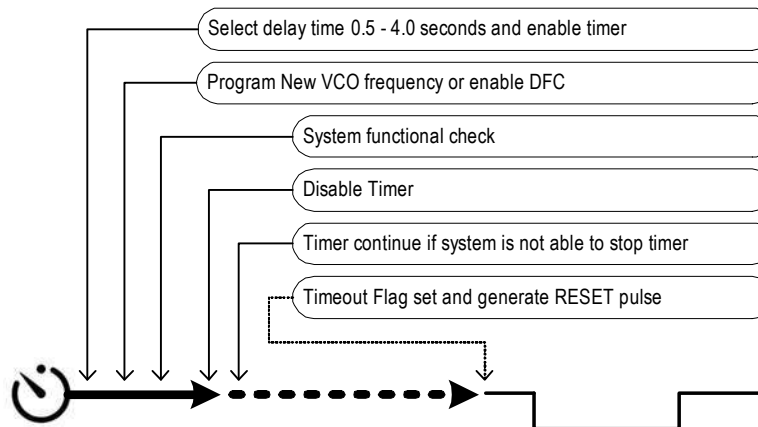 Select delay time 0.5 - 4.0 seconds and enable timer
Program New VCO frequency or enable DFC
System functional check
Disable Timer
Timer continue if system is not able to stop timer
Timeout Flag set and generate RESET pulse